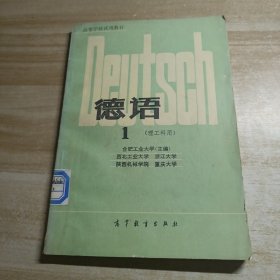 高等学校试用教材
Deutsch
德语
1 (理工科用)
合肥工业大学(主编)
西北工业大学 浙江大学
陕西机械学院 重庆大学
高等教育出版社